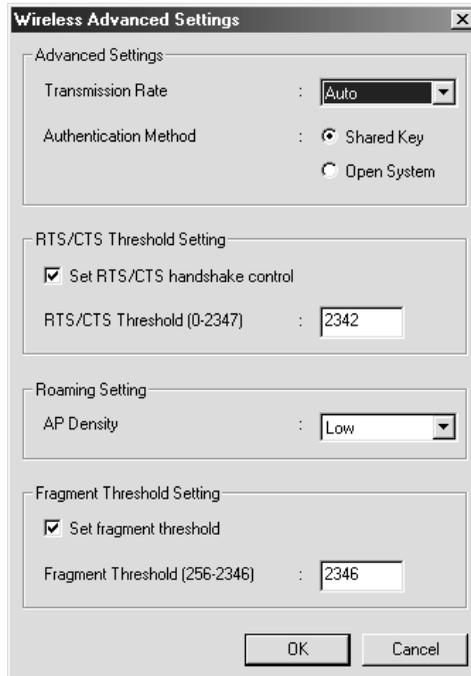 Wireless Advanced Settings
Advanced Settings
Transmission Rate : Auto
Authentication Method : Shared Key
Open System
RTS/CTS Threshold Setting
Set RTS/CTS handshake control
RTS/CTS Threshold (0-2347) : 2342
Roaming Setting
AP Density : Low
Fragment Threshold Setting
Set fragment threshold
Fragment Threshold (256-2346) : 2346
OK Cancel